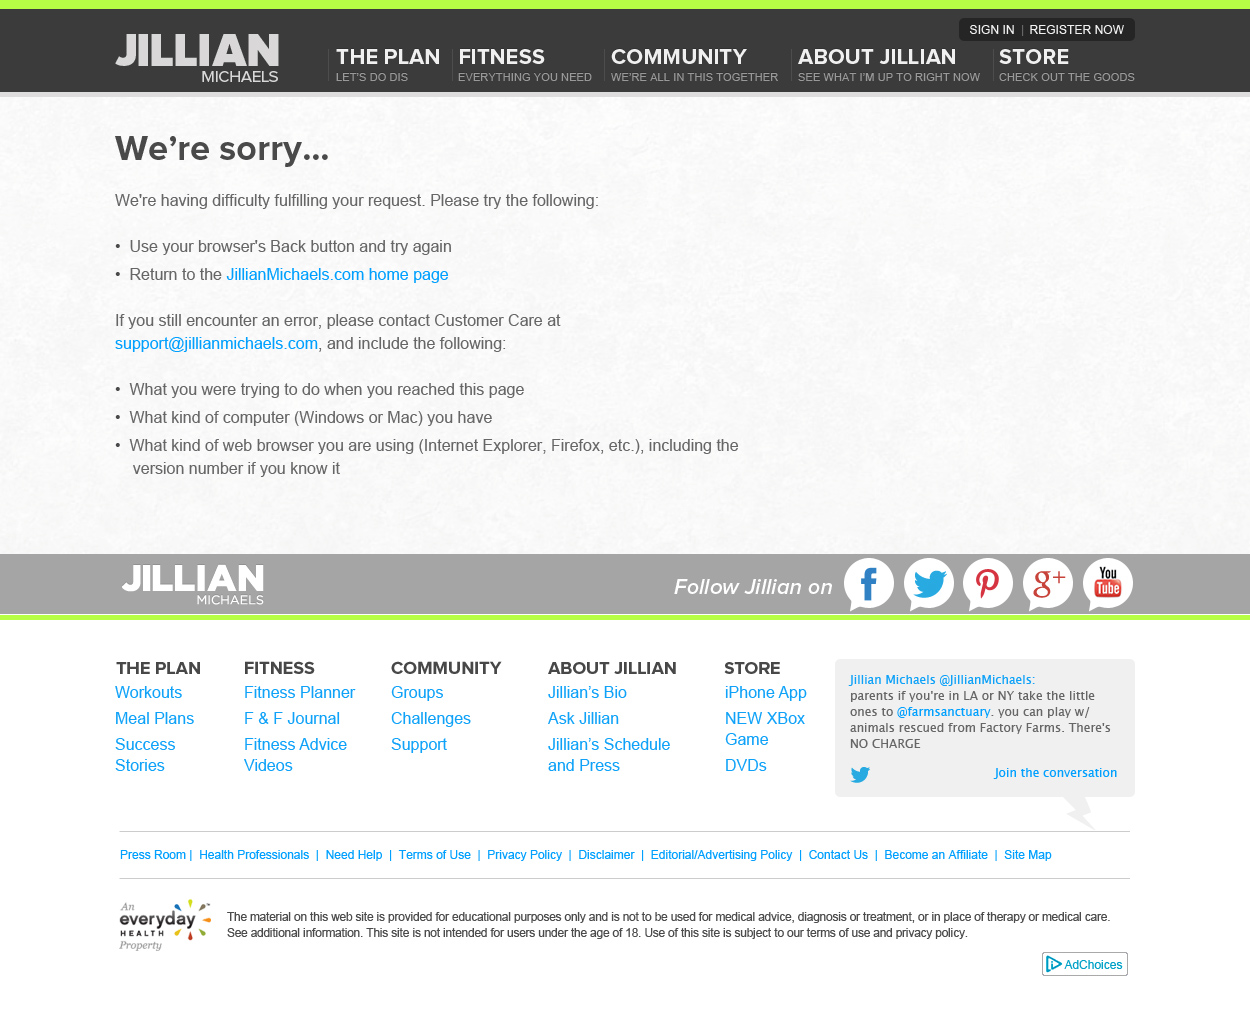 SIGN IN | REGISTER NOW
JILLIAN
MICHAELS
THE PLAN
LET'S DO DIS
FITNESS
EVERYTHING YOU NEED
COMMUNITY
WE'RE ALL IN THIS TOGETHER
ABOUT JILLIAN
SEE WHAT I'M UP TO RIGHT NOW
STORE
CHECK OUT THE GOODS
We’re sorry...
We're having difficulty fulfilling your request. Please try the following:
• Use your browser's Back button and try again
• Return to the JillianMichaels.com home page
If you still encounter an error, please contact Customer Care at
support@jillianmichaels.com, and include the following:
• What you were trying to do when you reached this page
• What kind of computer (Windows or Mac) you have
• What kind of web browser you are using (Internet Explorer, Firefox, etc.), including the
version number if you know it
JILLIAN
MICHAELS
Follow Jillian on
f
g+
You
Tube
THE PLAN
Workouts
Meal Plans
Success
Stories
FITNESS
Fitness Planner
F & F Journal
Fitness Advice
Videos
COMMUNITY
Groups
Challenges
Support
ABOUT JILLIAN
Jillian’s Bio
Ask Jillian
Jillian’s Schedule
and Press
STORE
iPhone App
NEW XBox
Game
DVDs
Jillian Michaels @JillianMichaels:
parents if you're in LA or NY take the little
ones to @farmsanctuary. you can play w/
animals rescued from Factory Farms. There's
NO CHARGE
Join the conversation
Press Room | Health Professionals | Need Help | Terms of Use | Privacy Policy | Disclaimer | Editorial/Advertising Policy | Contact Us | Become an Affiliate | Site Map
An
everyday
HEALTH
Property
The material on this web site is provided for educational purposes only and is not to be used for medical advice, diagnosis or treatment, or in place of therapy or medical care.
See additional information. This site is not intended for users under the age of 18. Use of this site is subject to our terms of use and privacy policy.
AdChoices